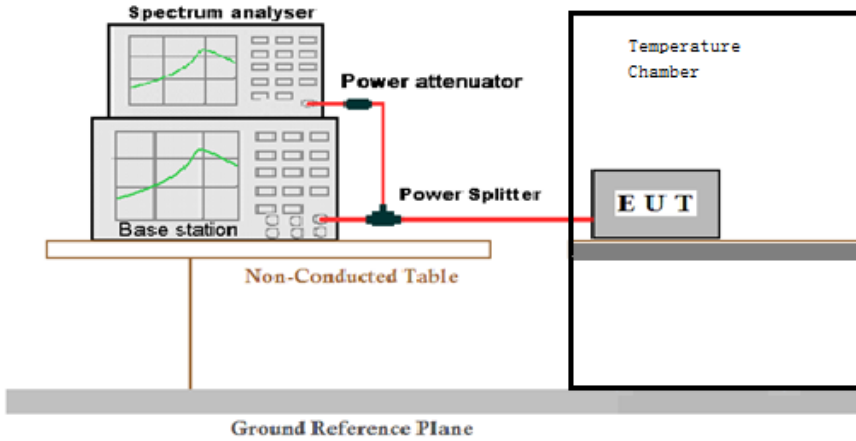 Spectrum analyser
Temperature
Chamber
Power attenuator
Power Splitter
E U T
Base station
Non-Conducted Table
Ground Reference Plane